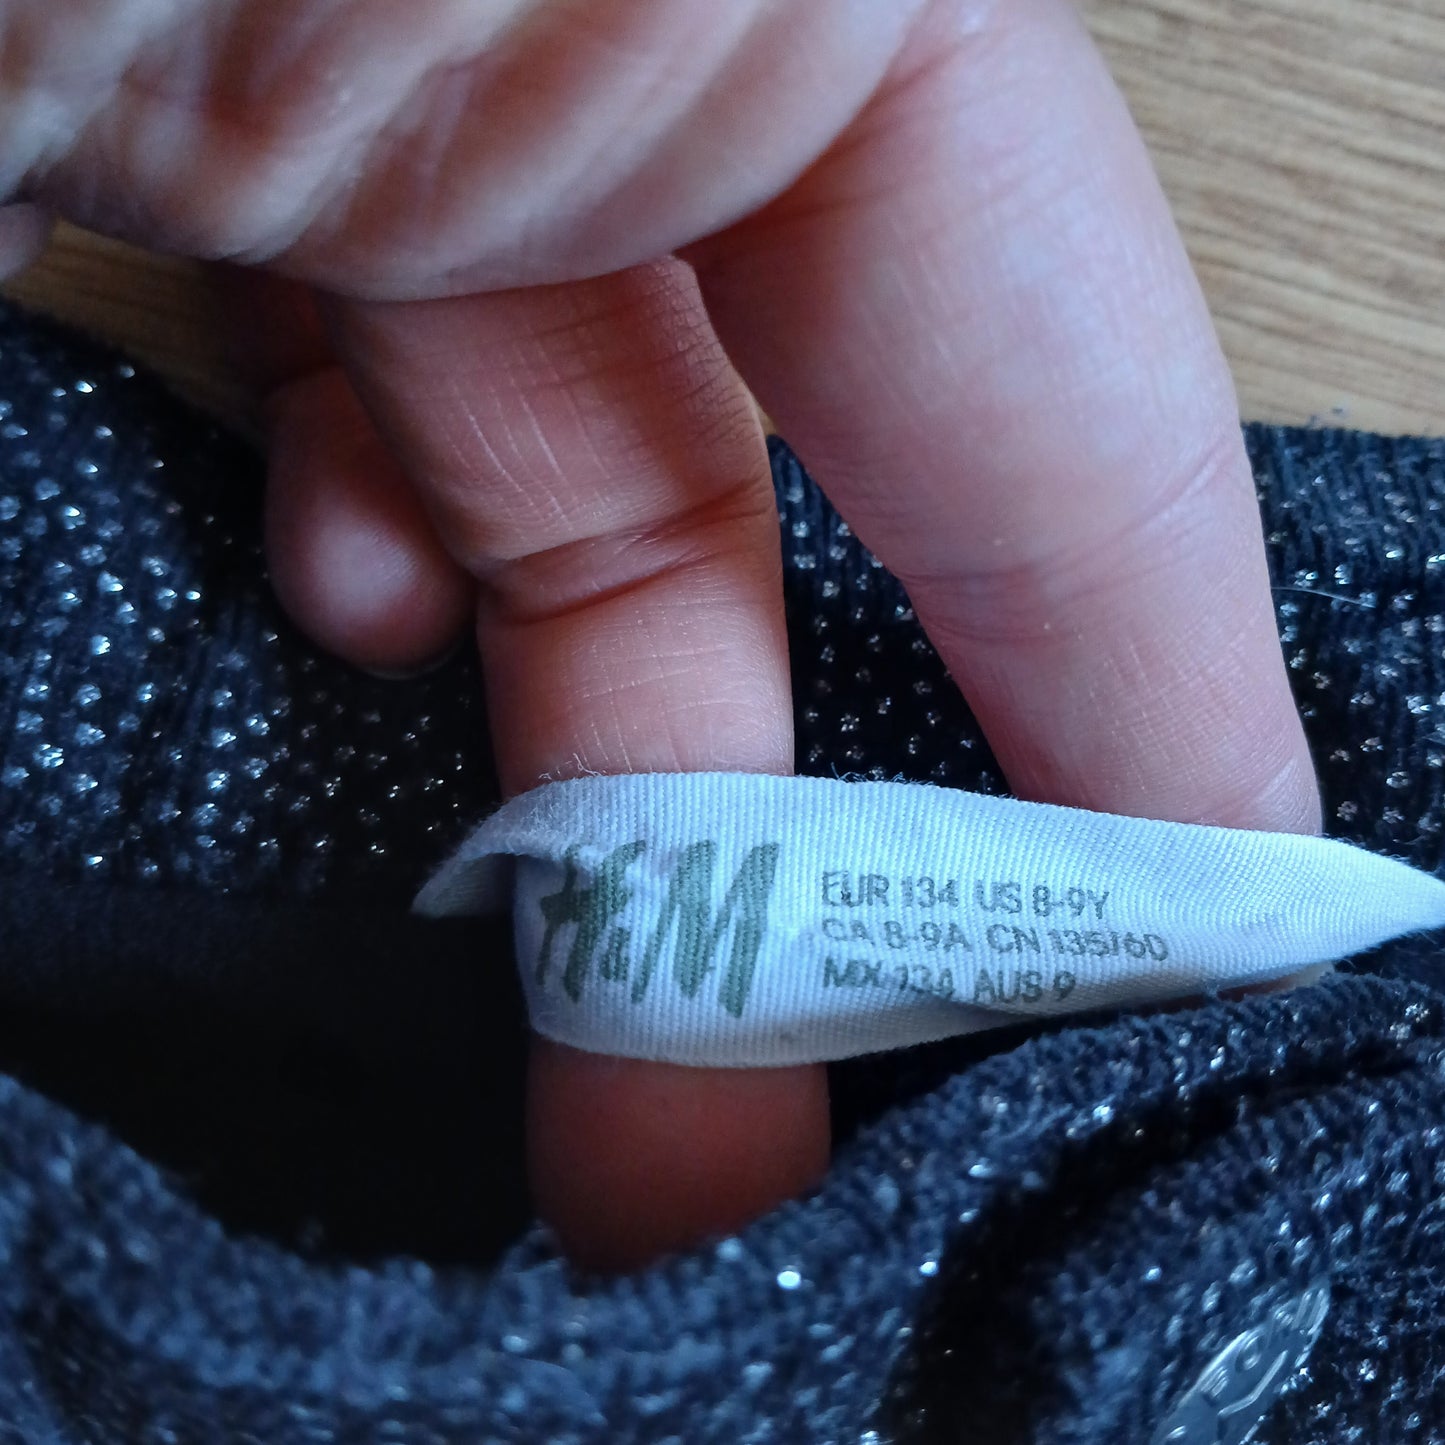 H&M
EUR 134 US 8-9Y
CA 8-9A CN 135/60
MX 134 AUS 9